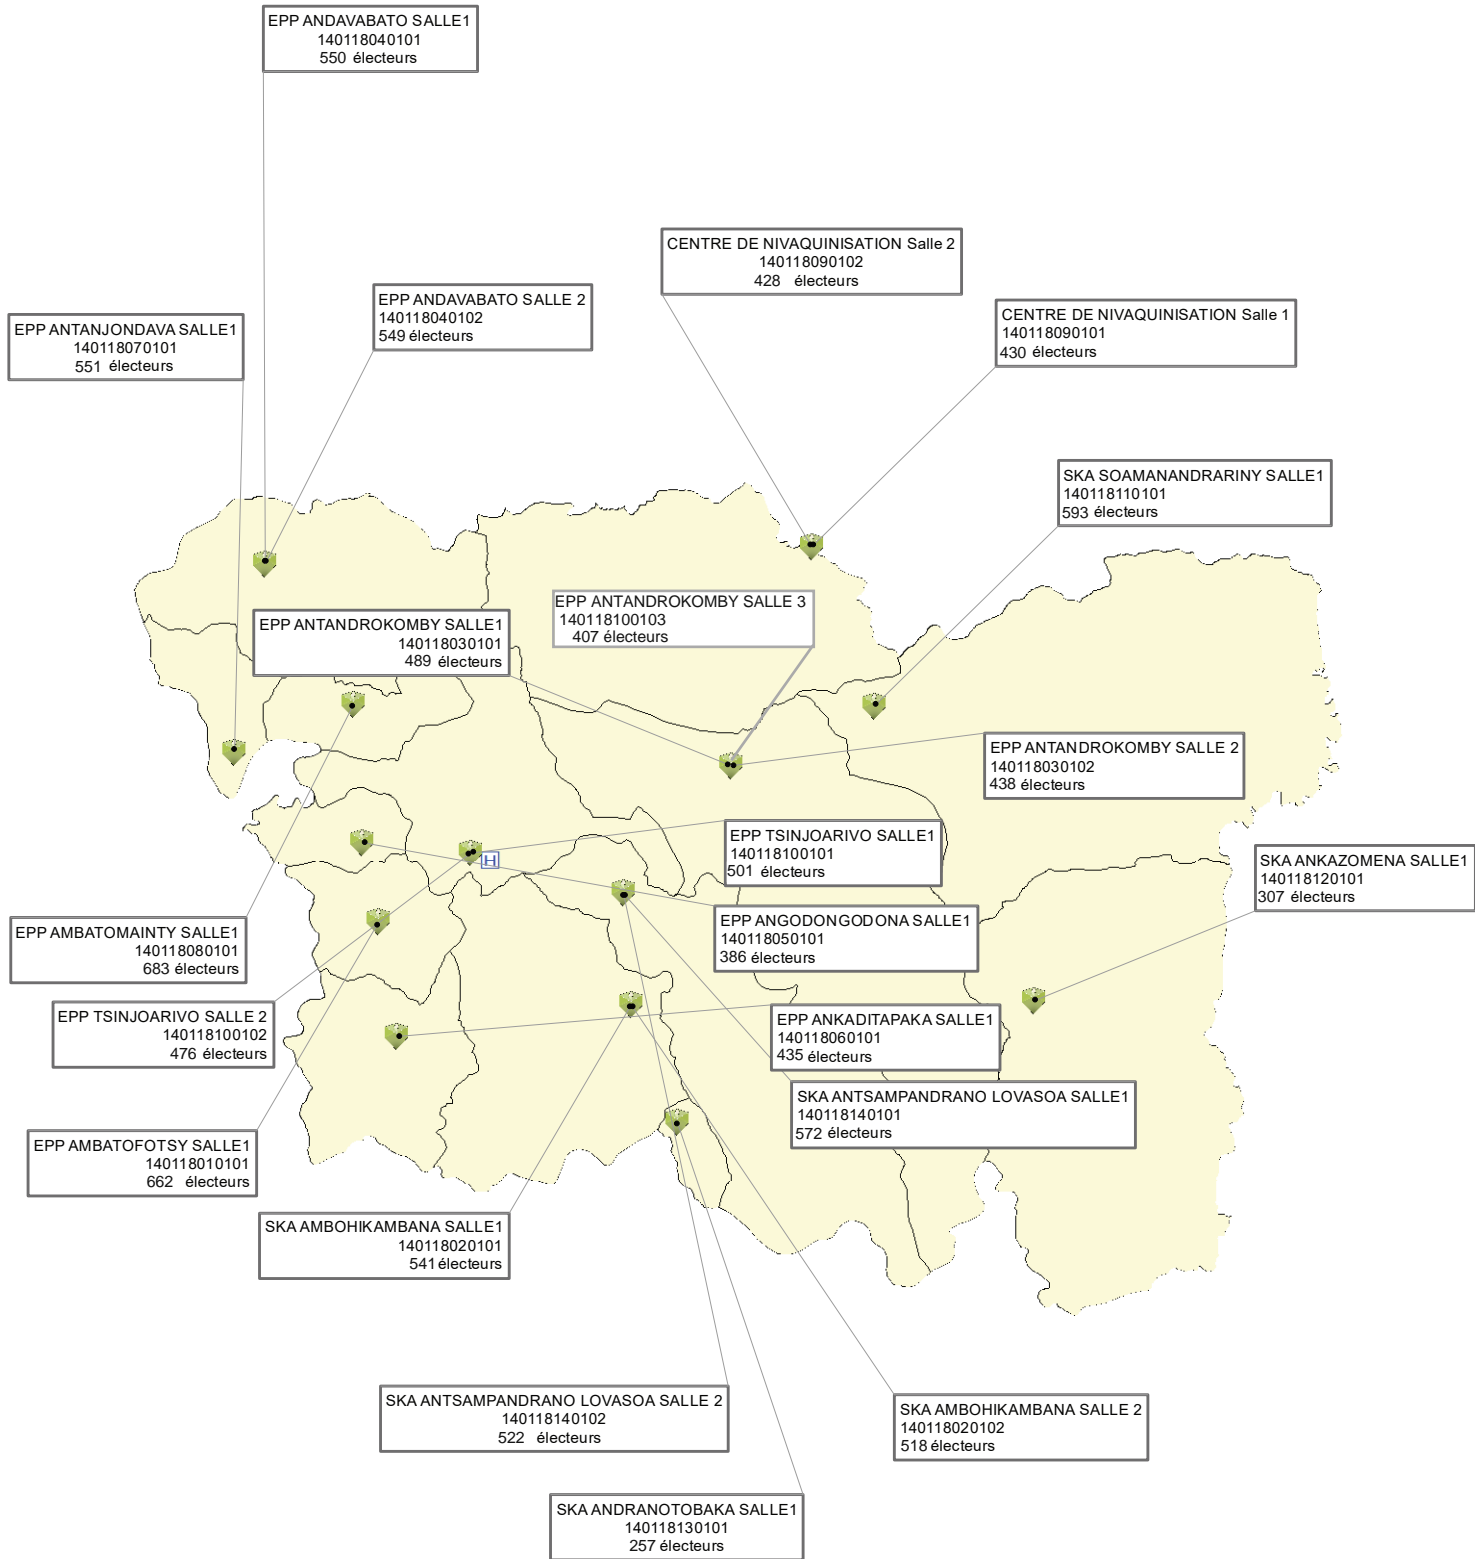 EPP ANDAVABATO SALLE1
140118040101
550 électeurs
CENTRE DE NIVAQUINISATION Salle 2
140118090102
428 électeurs
EPP ANDAVABATO SALLE 2
140118040102
549 électeurs
CENTRE DE NIVAQUINISATION Salle 1
140118090101
430 électeurs
EPP ANTANJONDAVA SALLE1
140118070101
551 électeurs
SKA SOAMANANDRARINY SALLE1
140118110101
593 électeurs
EPP ANTANDROKOMBY SALLE 3
140118100103
407 électeurs
EPP ANTANDROKOMBY SALLE1
140118030101
489 électeurs
EPP ANTANDROKOMBY SALLE 2
140118030102
438 électeurs
EPP TSINJOARIVO SALLE1
140118100101
501 électeurs
H
SKA ANKAZOMENA SALLE1
140118120101
307 électeurs
EPP ANGODONGODONA SALLE1
140118050101
386 électeurs
EPP AMBATOMAINTY SALLE1
140118080101
683 électeurs
EPP TSINJOARIVO SALLE 2
140118100102
476 électeurs
EPP ANKADITAPAKA SALLE1
140118060101
435 électeurs
SKA ANTSAMPANDRANO LOVASOA SALLE1
140118140101
572 électeurs
EPP AMBATOFOTSY SALLE1
140118010101
662 électeurs
SKA AMBOHIKAMBANA SALLE1
140118020101
541 électeurs
SKA ANTSAMPANDRANO LOVASOA SALLE 2
140118140102
522 électeurs
SKA AMBOHIKAMBANA SALLE 2
140118020102
518 électeurs
SKA ANDRANOTOBAKA SALLE1
140118130101
257 électeurs